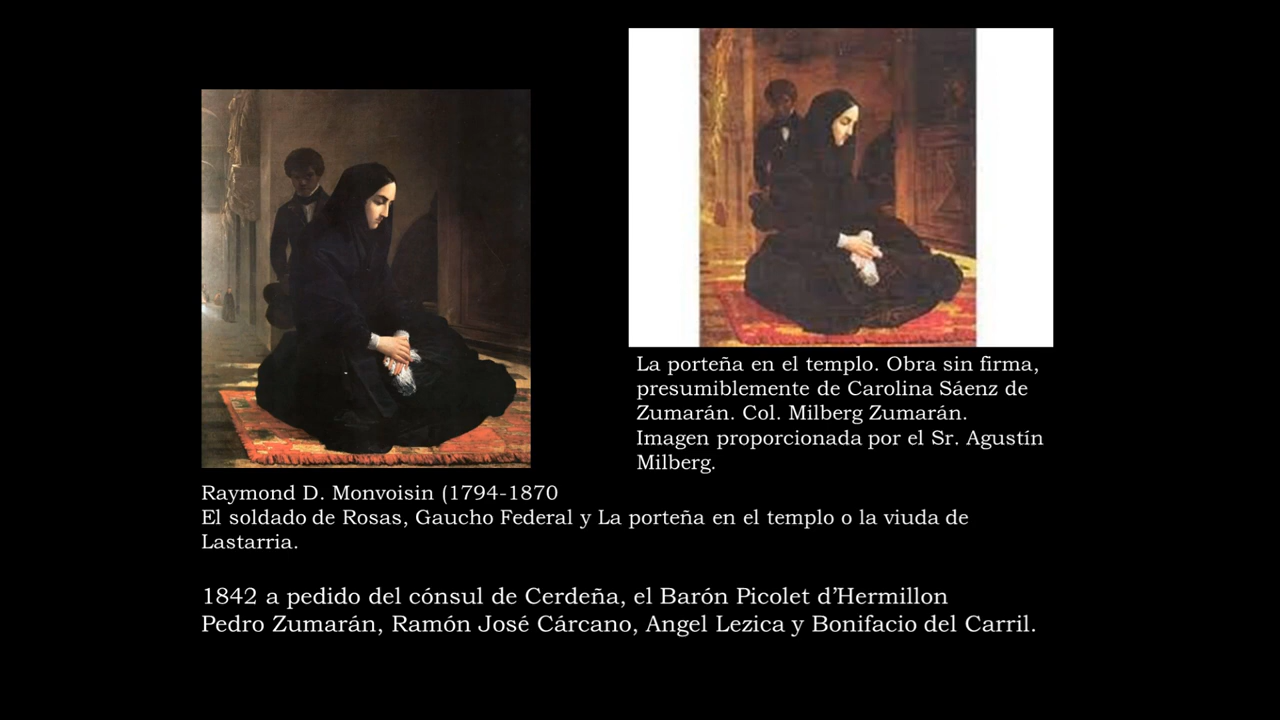 La porteña en el templo. Obra sin firma,
presumiblemente de Carolina Sáenz de
Zumarán. Col. Milberg Zumarán.
Imagen proporcionada por el Sr. Agustín
Milberg.
Raymond D. Monvoisin (1794-1870
El soldado de Rosas, Gaucho Federal y La porteña en el templo o la viuda de
Lastarria.
1842 a pedido del cónsul de Cerdeña, el Barón Picolet d’Hermillon
Pedro Zumarán, Ramón José Cárcano, Angel Lezica y Bonifacio del Carril.